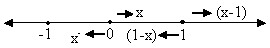 x (x-1)
-1 x 0 (1-x) 1